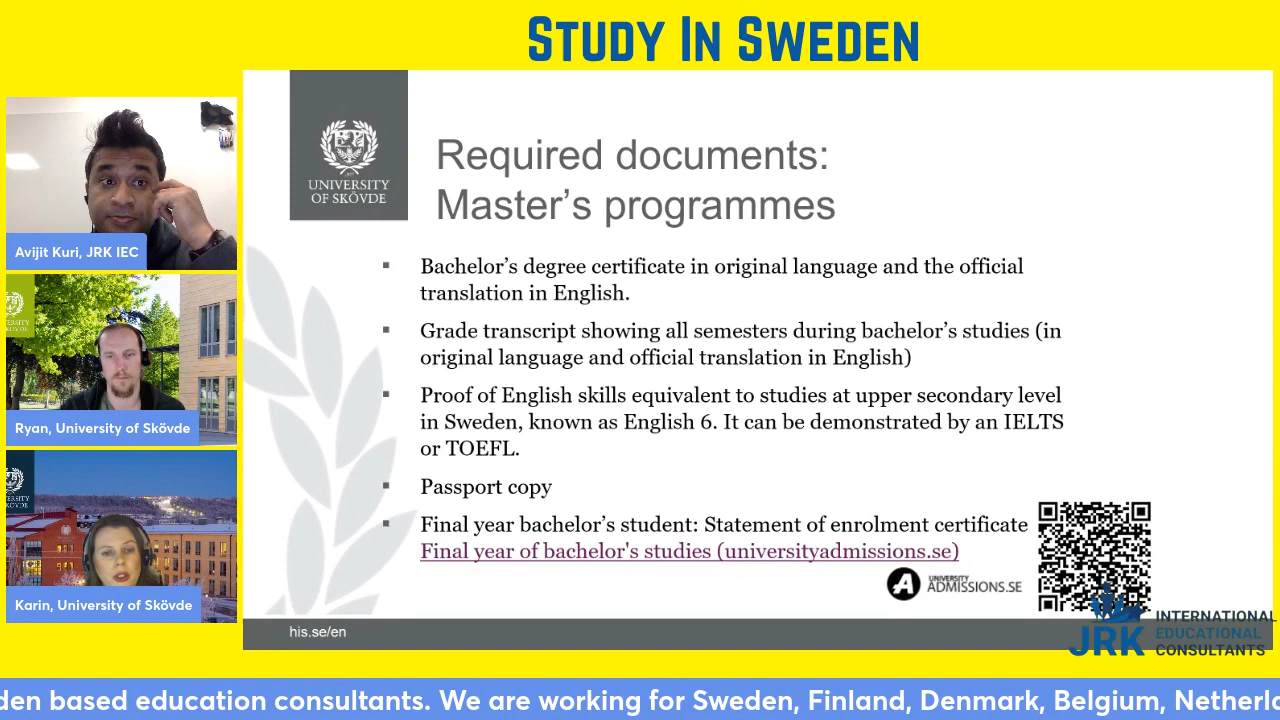 STUDY IN SWEDEN
Avijit Kuri, JRK IEC
Ryan, University of Skövde
Karin, University of Skövde
UNIVERSITY
OF SKÖVDE
Required documents:
Master's programmes
▪ Bachelor's degree certificate in original language and the official
translation in English.
▪ Grade transcript showing all semesters during bachelor's studies (in
original language and official translation in English)
▪ Proof of English skills equivalent to studies at upper secondary level
in Sweden, known as English 6. It can be demonstrated by an IELTS
or TOEFL.
▪ Passport copy
▪ Final year bachelor's student: Statement of enrolment certificate
Final year of bachelor's studies (universityadmissions.se)
UNIVERSITY
ADMISSIONS.SE
his.se/en
JRK
INTERNATIONAL
EDUCATIONAL
CONSULTANTS
den based education consultants. We are working for Sweden, Finland, Denmark, Belgium, Netherl